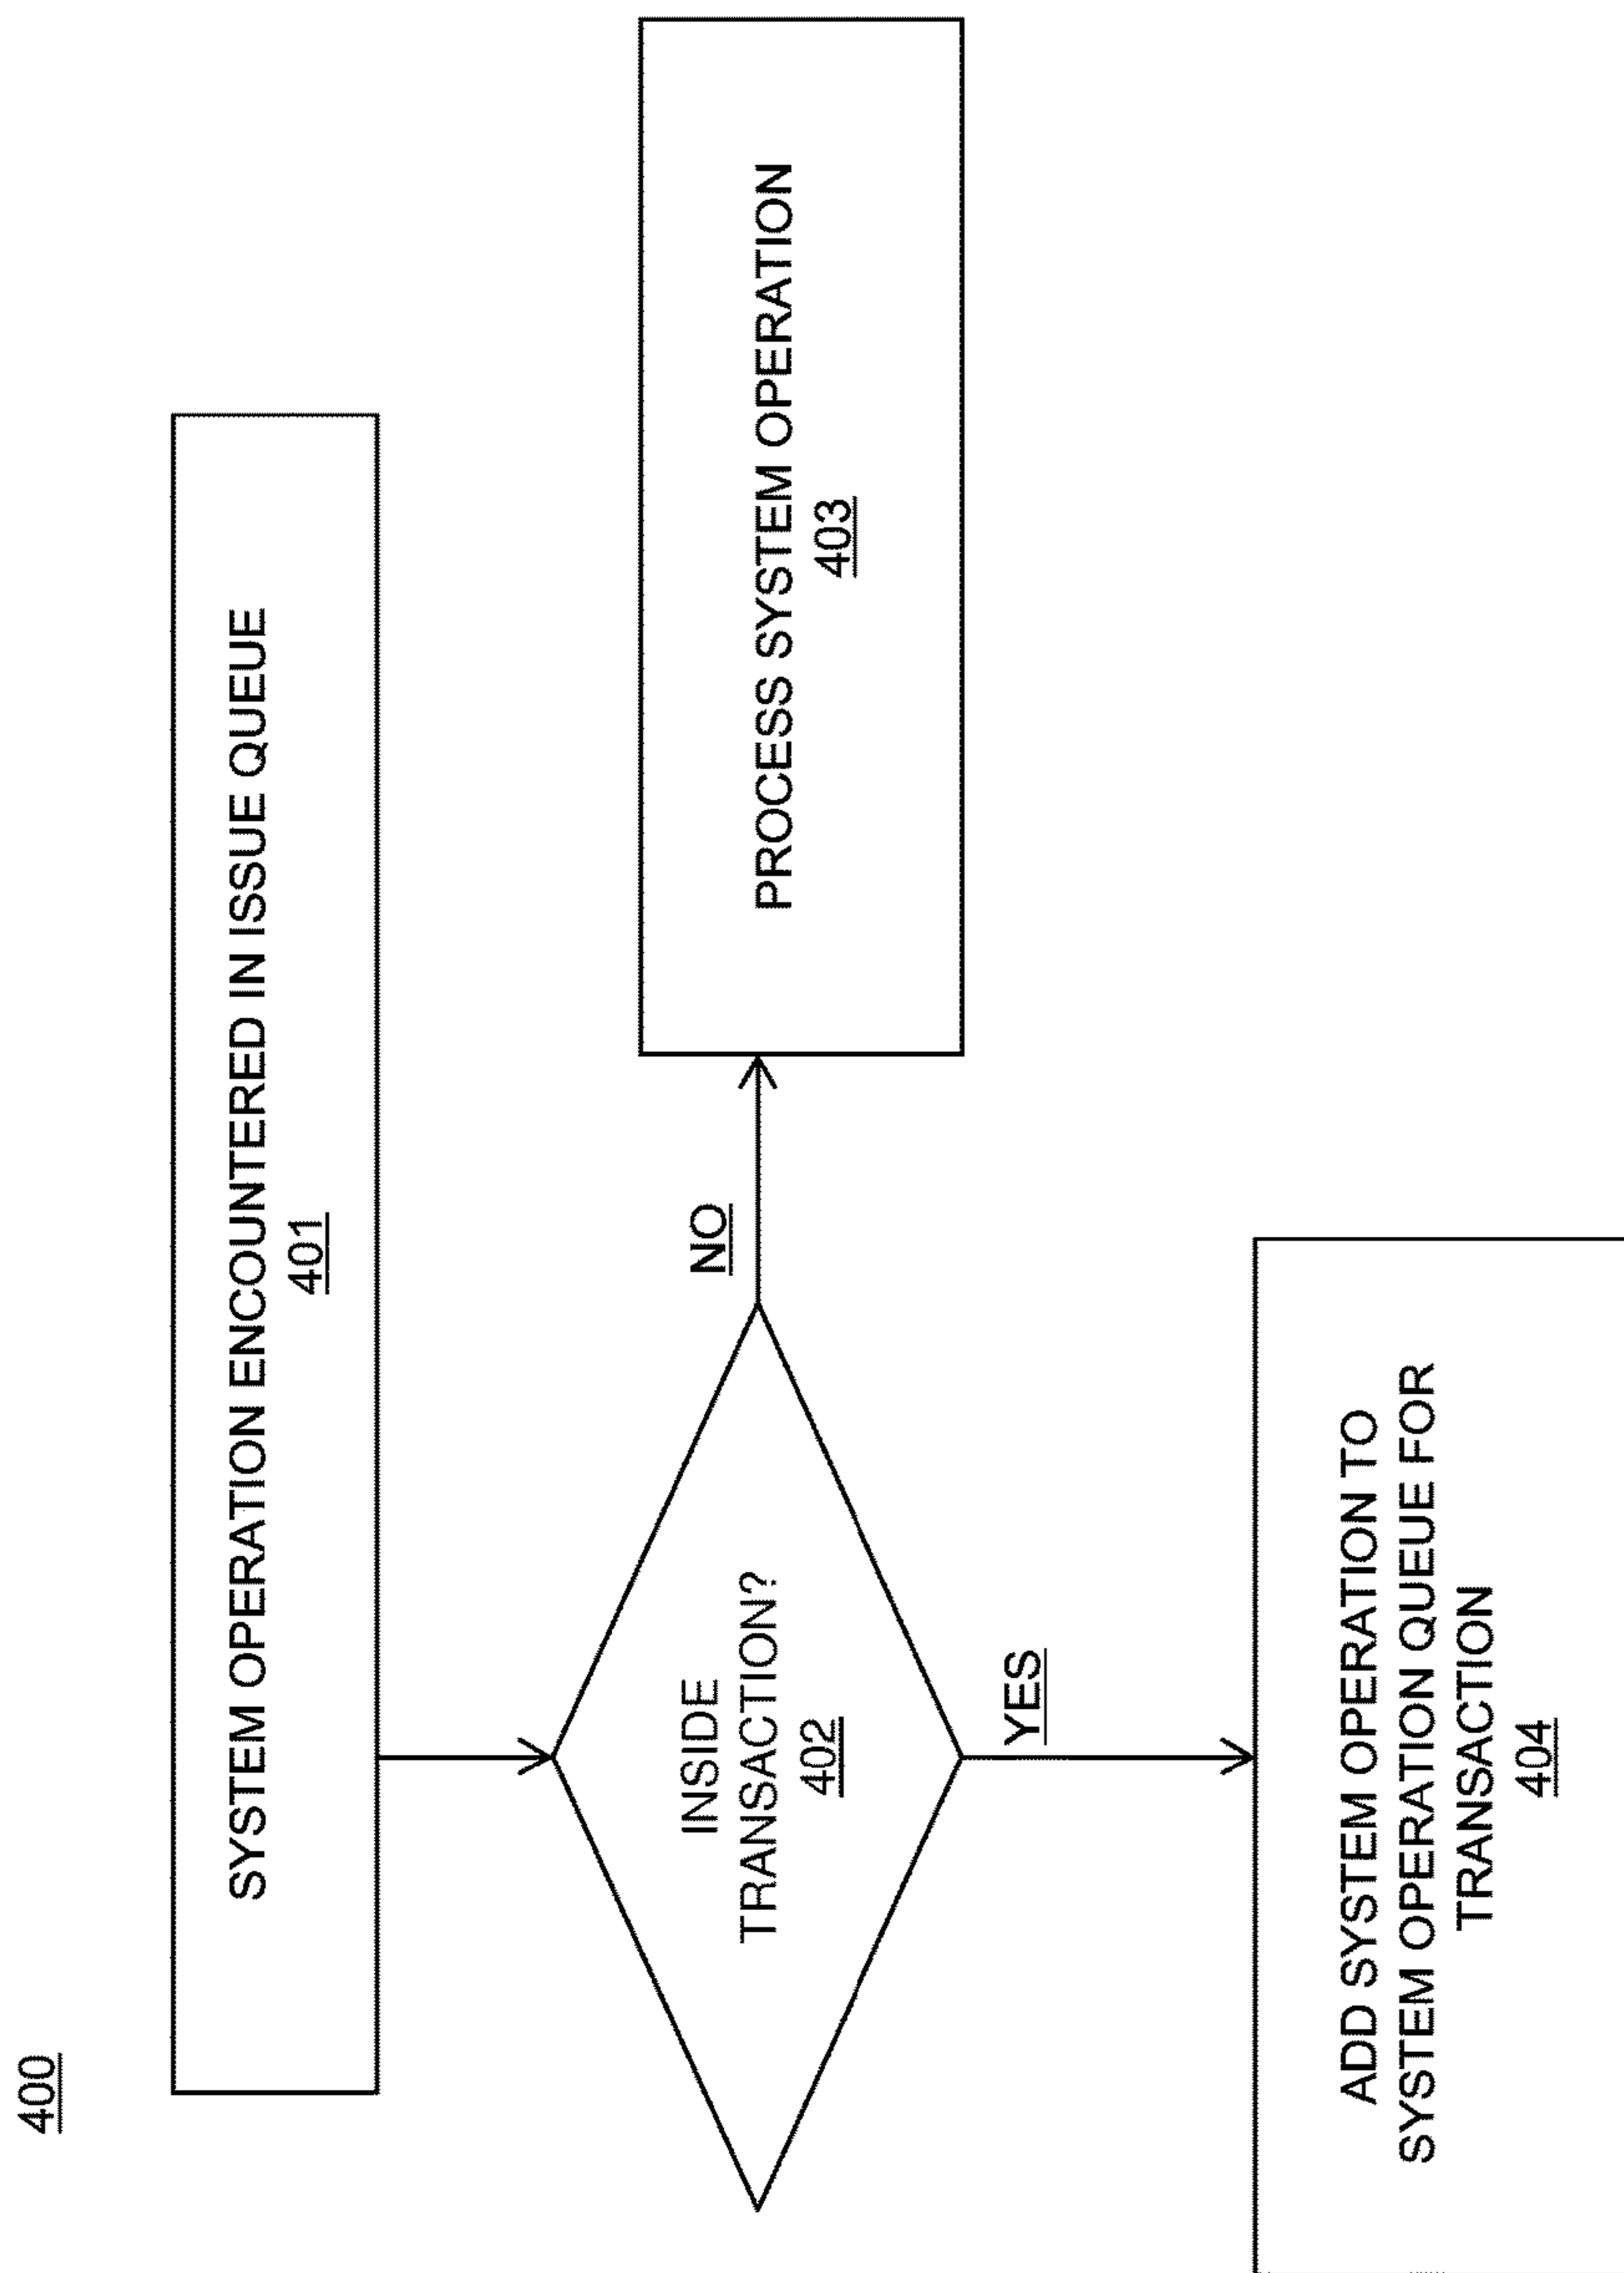 400
SYSTEM OPERATION ENCOUNTERED IN ISSUE QUEUE
401
INSIDE
TRANSACTION?
402
NO
PROCESS SYSTEM OPERATION
403
YES
ADD SYSTEM OPERATION TO
SYSTEM OPERATION QUEUE FOR
TRANSACTION
404